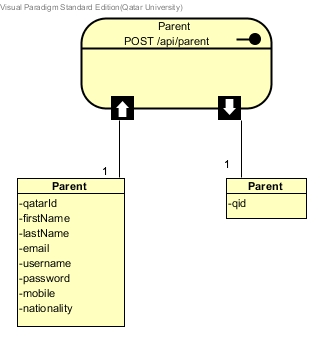 Visual Paradigm Standard Edition(Qatar University)
Parent
POST /api/parent
1
1
Parent
-qatarId
-firstName
-lastName
-email
-username
-password
-mobile
-nationality
Parent
-qid